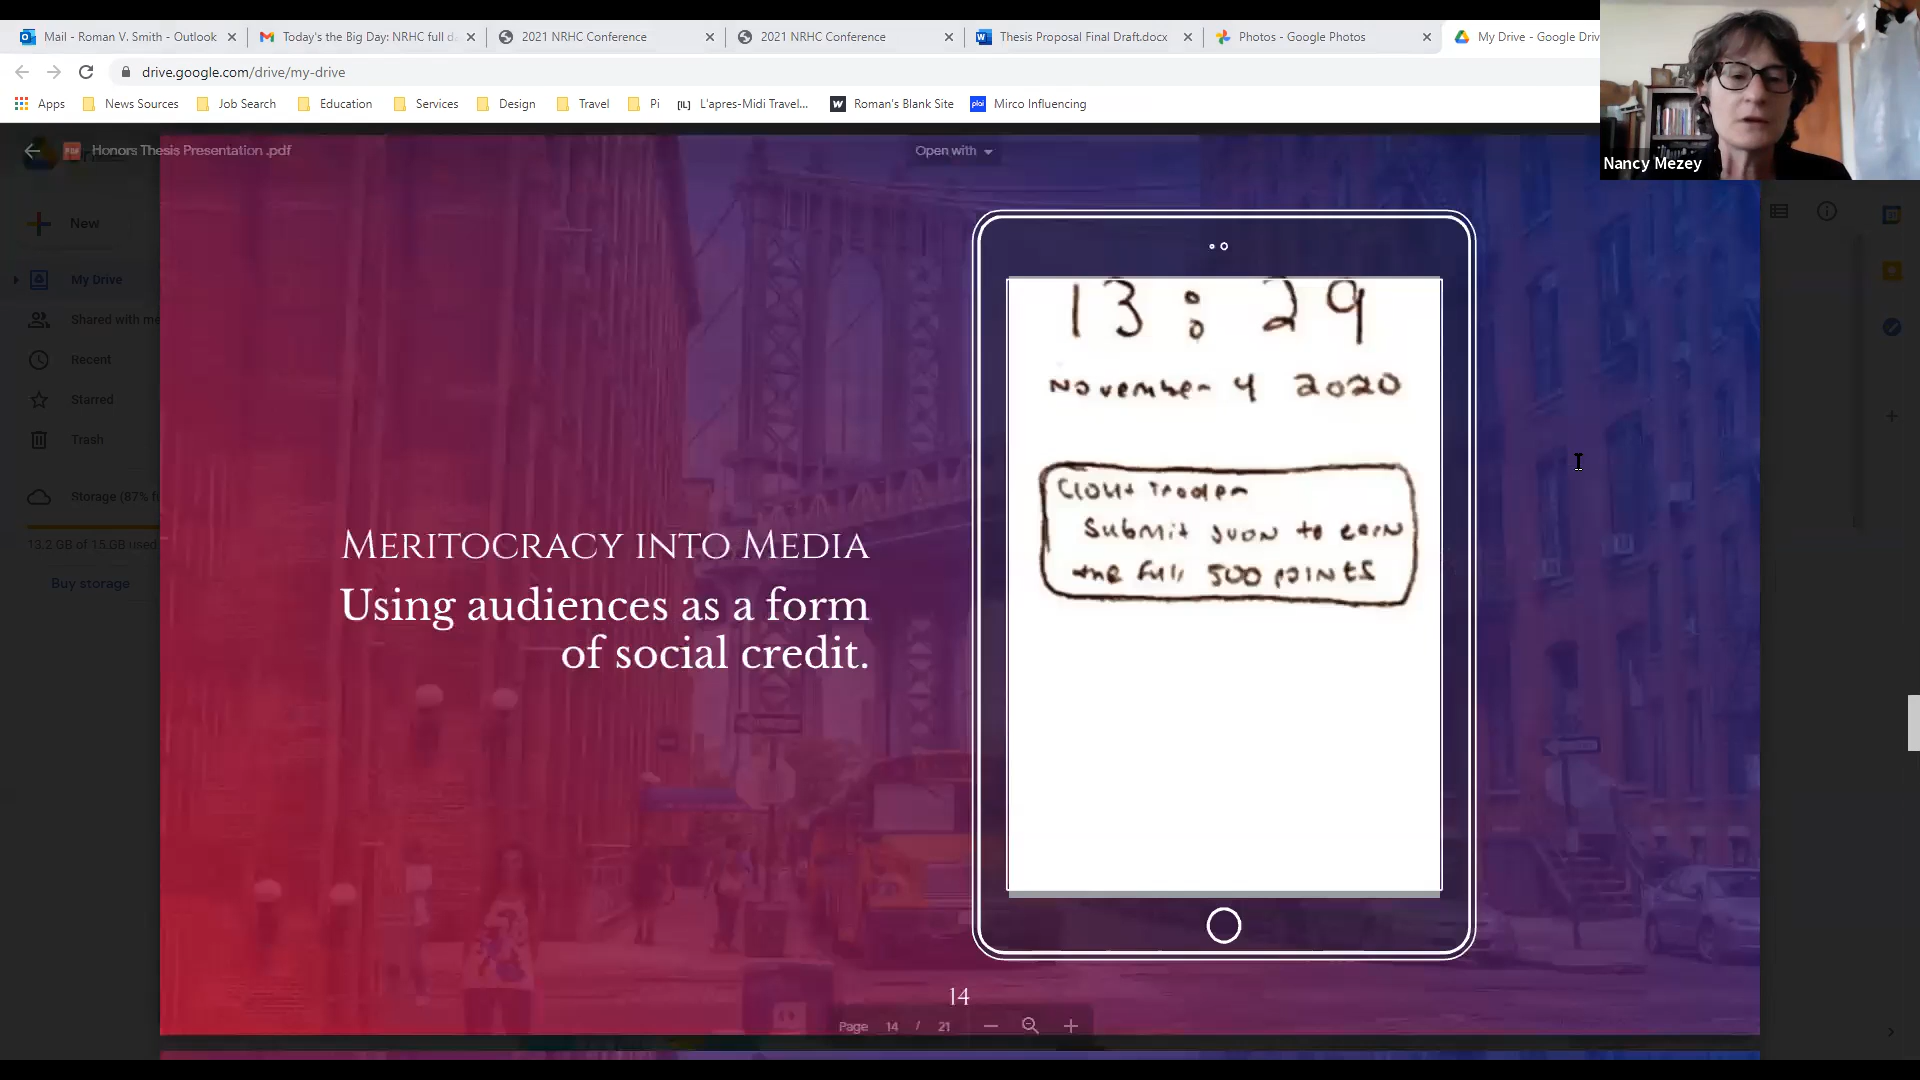 Mail - Roman V. Smith - Outlook
Today's the Big Day: NRHC full d
2021 NRHC Conference
2021 NRHC Conference
Thesis Proposal Final Draft.docx
Photos - Google Photos
My Drive - Google Driv
drive.google.com/drive/my-drive
Apps
News Sources
Job Search
Education
Services
Design
Travel
Pi
[IL] L'apres-Midi Travel...
W Roman's Blank Site
plai Mirco Influencing
Nancy Mezey
PDF Honors Thesis Presentation .pdf
Open with
New
My Drive
Shared with me
Recent
Starred
Trash
Storage (87% f
13.2 GB of 15 GB used
Buy storage
MERITOCRACY INTO MEDIA
Using audiences as a form
of social credit.
13:29
November 4 2020
Clout Trader
Submit soon to earn
the full 500 points
14
Page 14 / 21